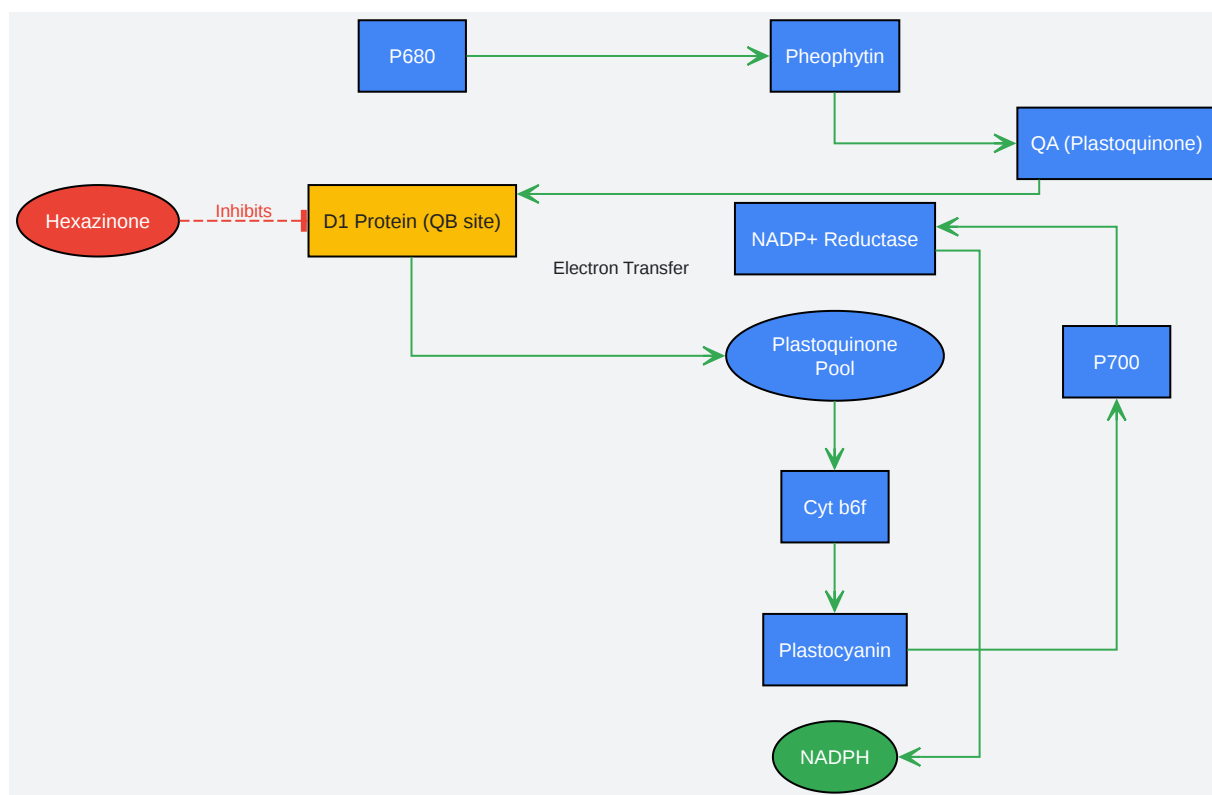 P680
Pheophytin
QA (Plastoquinone)
Hexazinone
Inhibits
D1 Protein (QB site)
NADP+ Reductase
Electron Transfer
Plastoquinone
Pool
P700
Cyt b6f
Plastocyanin
NADPH